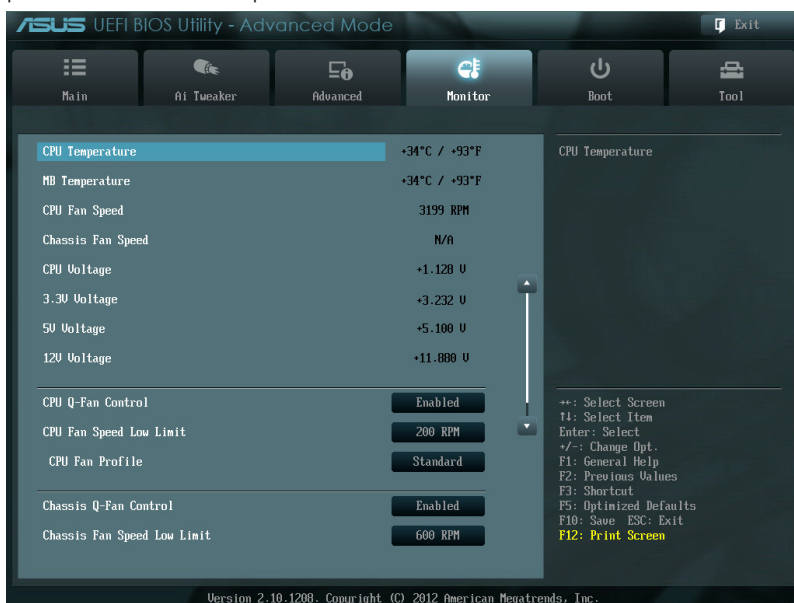 ASUS UEFI BIOS Utility - Advanced Mode
Exit
Main
Ai Tweaker
Advanced
Monitor
Boot
Tool
CPU Temperature +34°C / +93°F
CPU Temperature
MB Temperature +34°C / +93°F
CPU Fan Speed 3199 RPM
Chassis Fan Speed N/A
CPU Voltage +1.128 V
3.3V Voltage +3.232 V
5V Voltage +5.100 V
12V Voltage +11.880 V
CPU Q-Fan Control Enabled
CPU Fan Speed Low Limit 200 RPM
CPU Fan Profile Standard
Chassis Q-Fan Control Enabled
Chassis Fan Speed Low Limit 600 RPM
→←: Select Screen
↑↓: Select Item
Enter: Select
+/-: Change Opt.
F1: General Help
F2: Previous Values
F3: Shortcut
F5: Optimized Defaults
F10: Save ESC: Exit
F12: Print Screen
Version 2.10.1208. Copyright (C) 2012 American Megatrends, Inc.